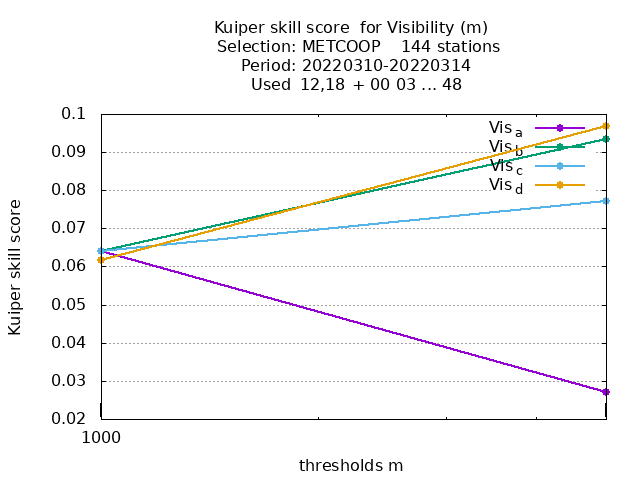 Kuiper skill score  for Visibility (m)
Selection: METCOOP    144 stations
Period: 20220310-20220314
Used  12,18 + 00 03 ... 48
0.1
0.09
0.08
0.07
0.06
0.05
0.04
0.03
0.02
Kuiper skill score
Vis a
Vis b
Vis c
Vis d
1000
thresholds m